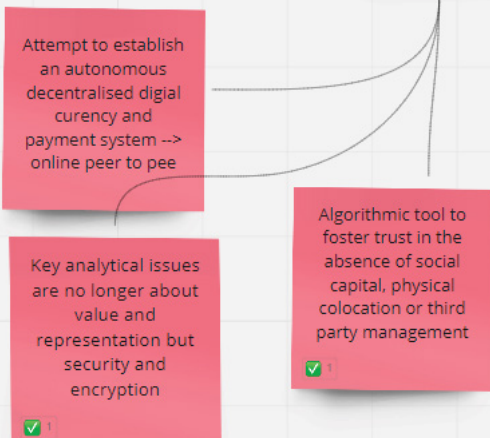 Attempt to establish
an autonomous
decentralised digial
curency and
payment system -->
online peer to pee
Key analytical issues
are no longer about
value and
representation but
security and
encryption
1
Algorithmic tool to
foster trust in the
absence of social
capital, physical
colocation or third
party management
1